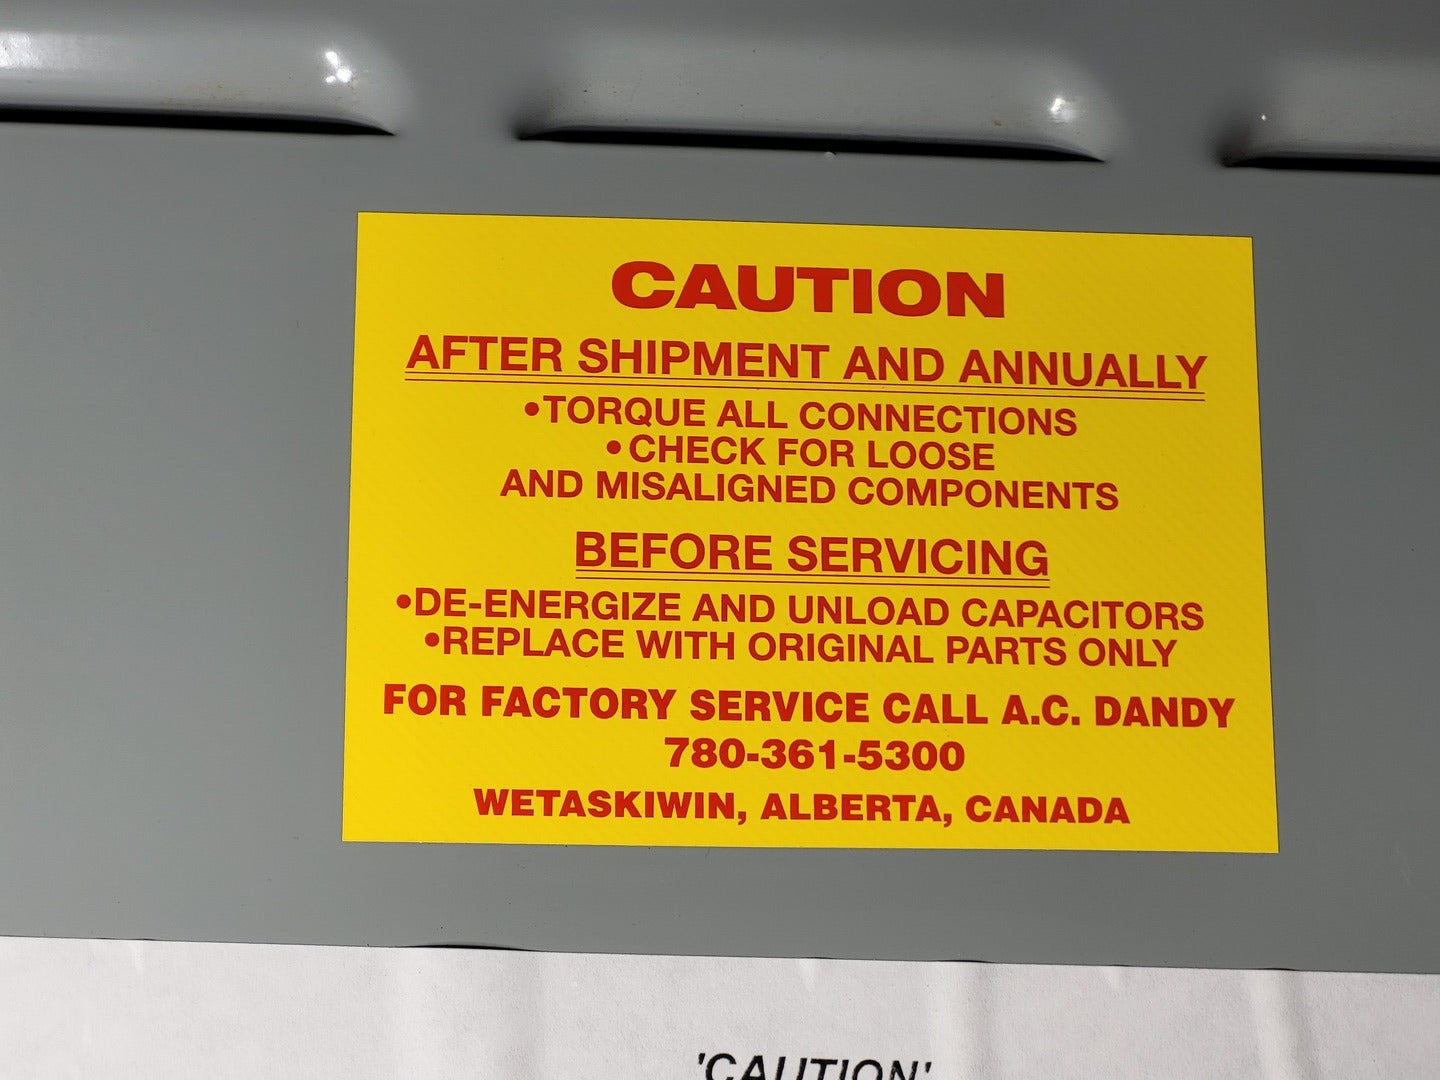 CAUTION
AFTER SHIPMENT AND ANNUALLY
•TORQUE ALL CONNECTIONS
•CHECK FOR LOOSE
AND MISALIGNED COMPONENTS
BEFORE SERVICING
•DE-ENERGIZE AND UNLOAD CAPACITORS
•REPLACE WITH ORIGINAL PARTS ONLY
FOR FACTORY SERVICE CALL A.C. DANDY
780-361-5300
WETASKIWIN, ALBERTA, CANADA
'CAUTION'